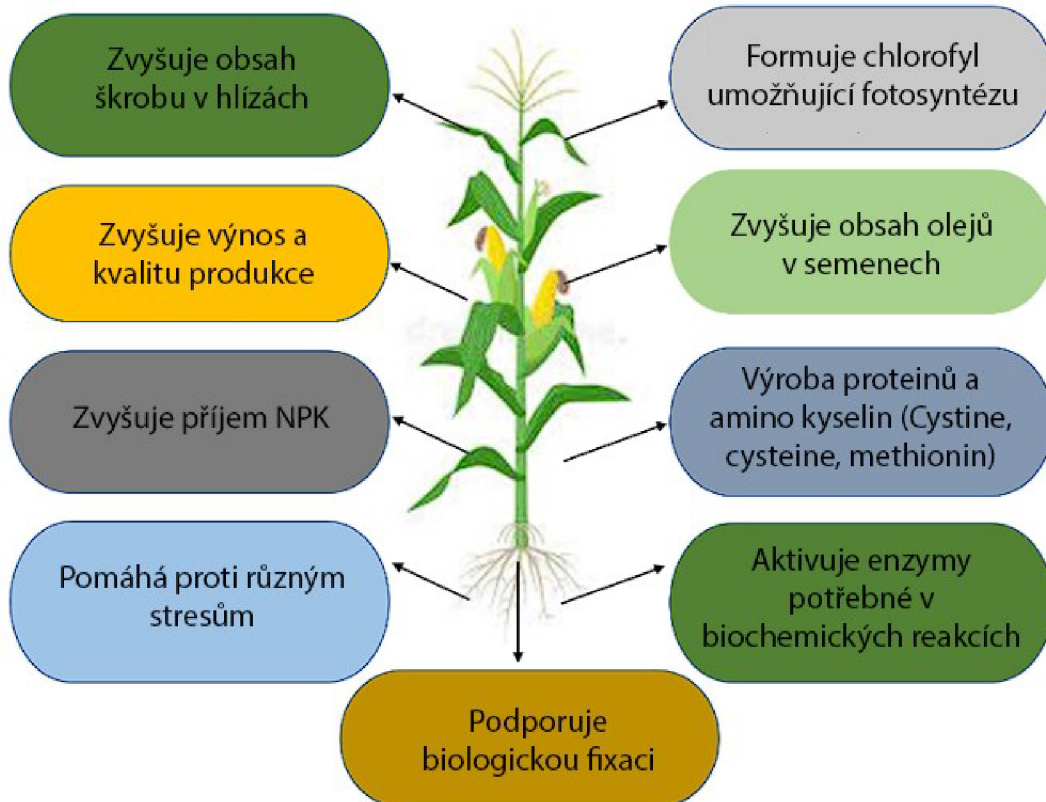 Zvyšuje obsah
škrobu v hlízách
Formuje chlorofyl
umožňující fotosyntézu
Zvyšuje výnos a
kvalitu produkce
Zvyšuje obsah olejů
v semenech
Zvyšuje příjem NPK
Výroba proteinů a
amino kyselin (Cystine,
cysteine, methionin)
Pomáhá proti různým
stresům
Aktivuje enzymy
potřebné v
biochemických reakcích
Podporuje
biologickou fixaci